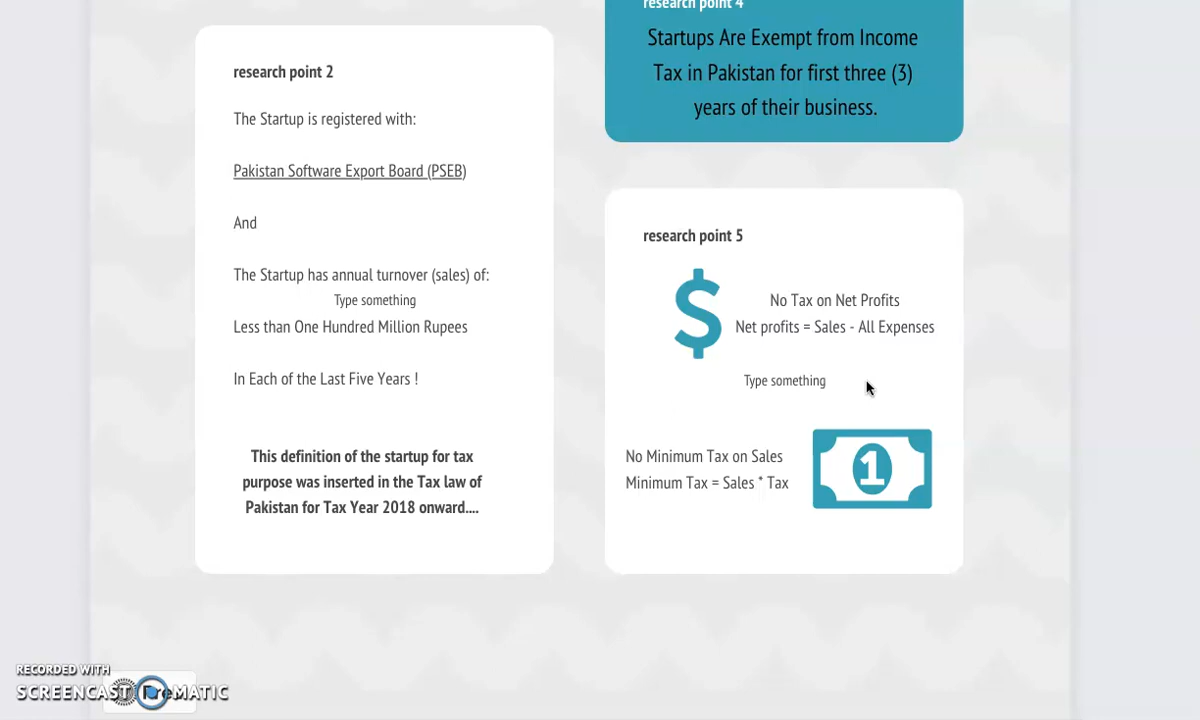 research point 2
The Startup is registered with:
Pakistan Software Export Board (PSEB)
And
The Startup has annual turnover (sales) of:
Type something
Less than One Hundred Million Rupees
In Each of the Last Five Years !
This definition of the startup for tax
purpose was inserted in the Tax law of
Pakistan for Tax Year 2018 onward....
research point 4
Startups Are Exempt from Income
Tax in Pakistan for first three (3)
years of their business.
research point 5
$
No Tax on Net Profits
Net profits = Sales - All Expenses
Type something
No Minimum Tax on Sales
Minimum Tax = Sales * Tax
1
RECORDED WITH
SCREENCAST MATIC